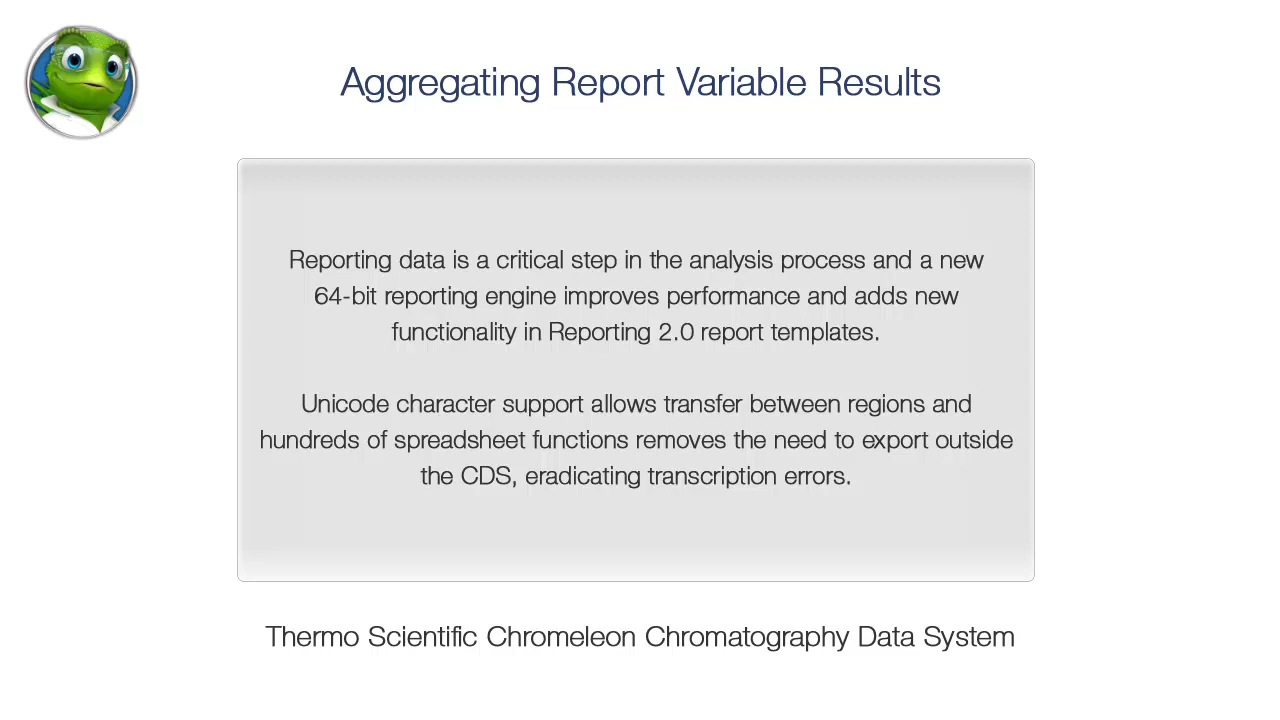 Aggregating Report Variable Results
Reporting data is a critical step in the analysis process and a new
64-bit reporting engine improves performance and adds new
functionality in Reporting 2.0 report templates.
Unicode character support allows transfer between regions and
hundreds of spreadsheet functions removes the need to export outside
the CDS, eradicating transcription errors.
Thermo Scientific Chromeleon Chromatography Data System